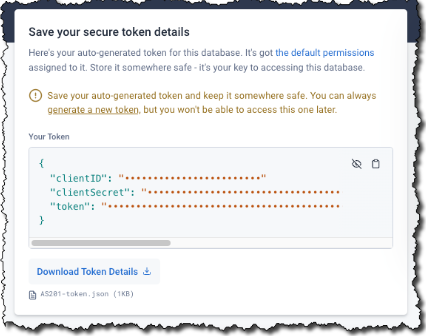 Save your secure token details
Here's your auto-generated token for this database. It's got the default permissions
assigned to it. Store it somewhere safe - it's your key to accessing this database.
Save your auto-generated token and keep it somewhere safe. You can always
generate a new token, but you won't be able to access this one later.
Your Token
{
"clientID": "•••••••••••••••••••••••"
"clientSecret": "•••••••••••••••••••••••••••••••••
"token": "••••••••••••••••••••••••••••••••••••••••
}
Download Token Details
AS201-token.json (1KB)